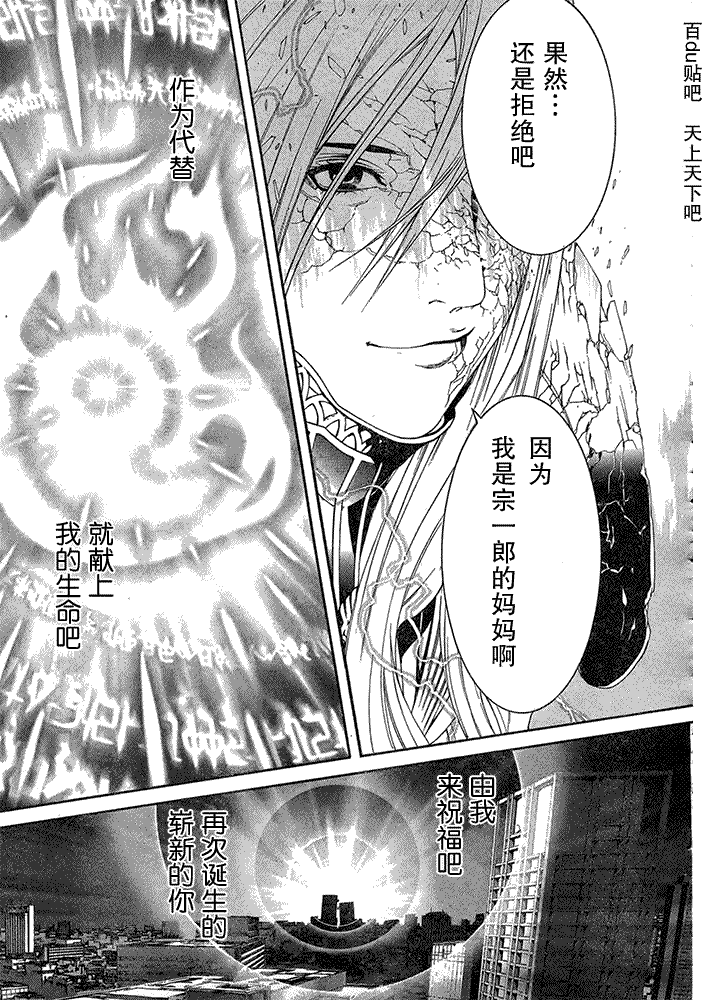 百du贴吧 天上天下吧
果然…
还是拒绝吧
因为
我是宗一郎的妈妈啊
作为代替
就献上
我的生命吧
由我
来祝福吧
再次诞生的
崭新的你